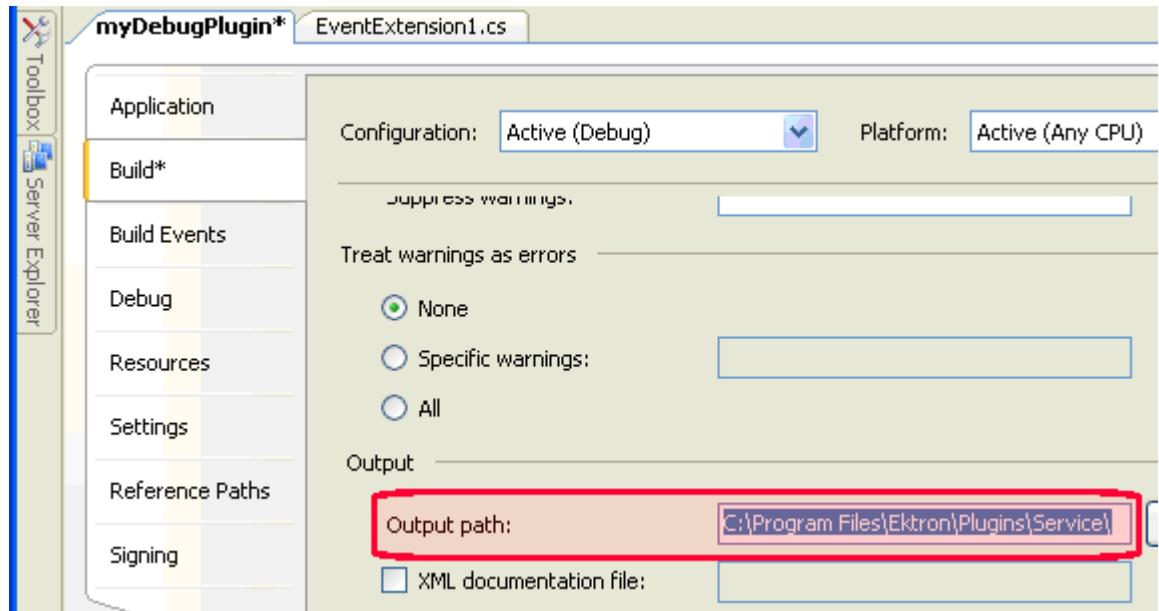 myDebugPlugin* EventExtension1.cs
Toolbox
Server Explorer
Application
Build*
Build Events
Debug
Resources
Settings
Reference Paths
Signing
Configuration: Active (Debug) Platform: Active (Any CPU)
Suppress warnings:
Treat warnings as errors
None
Specific warnings:
All
Output
Output path: C:\Program Files\Ektron\Plugins\Service\
XML documentation file: